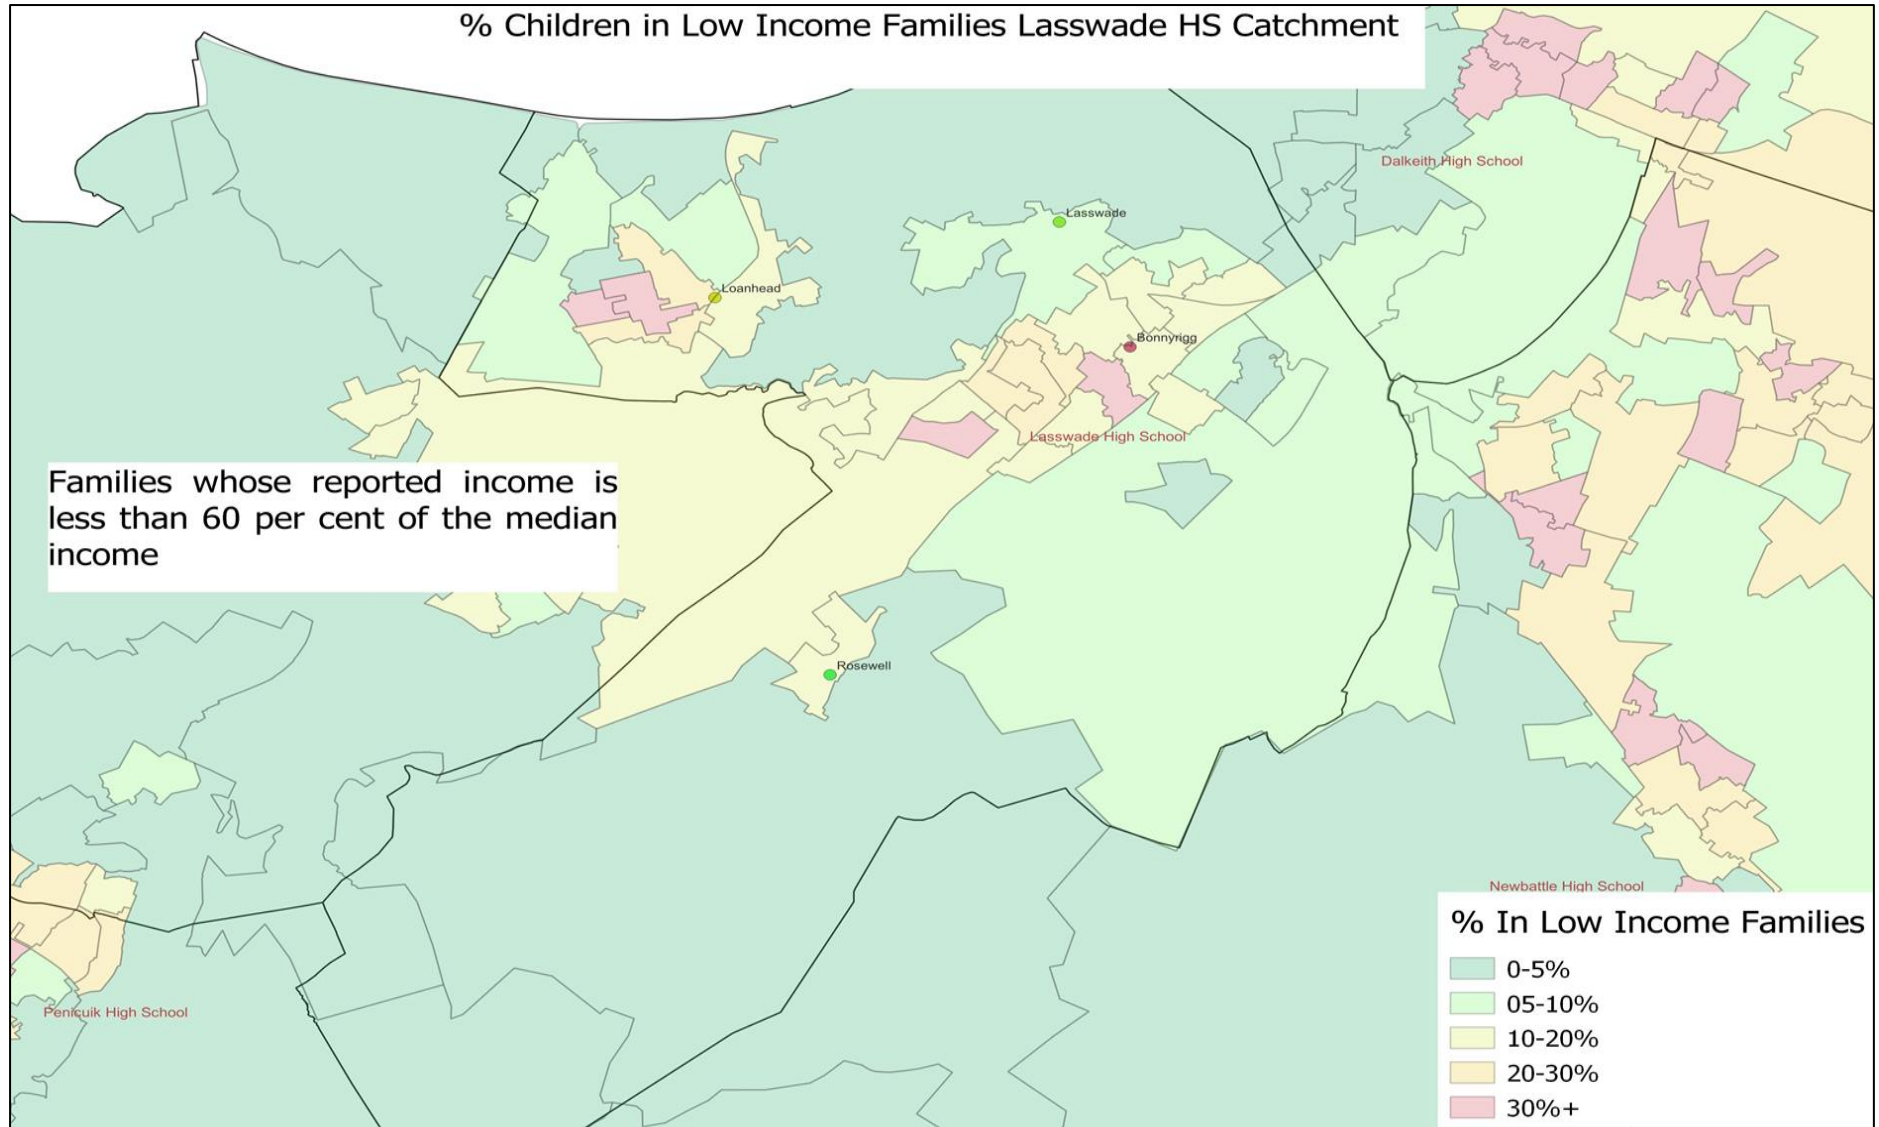 % Children in Low Income Families Lasswade HS Catchment
Dalkeith High School
Lasswade
Loanhead
Bonnyrigg
Lasswade High School
Families whose reported income is
less than 60 per cent of the median
income
Rosewell
Newbattle High School
% In Low Income Families
0-5%
05-10%
10-20%
20-30%
30%+
Penicuik High School